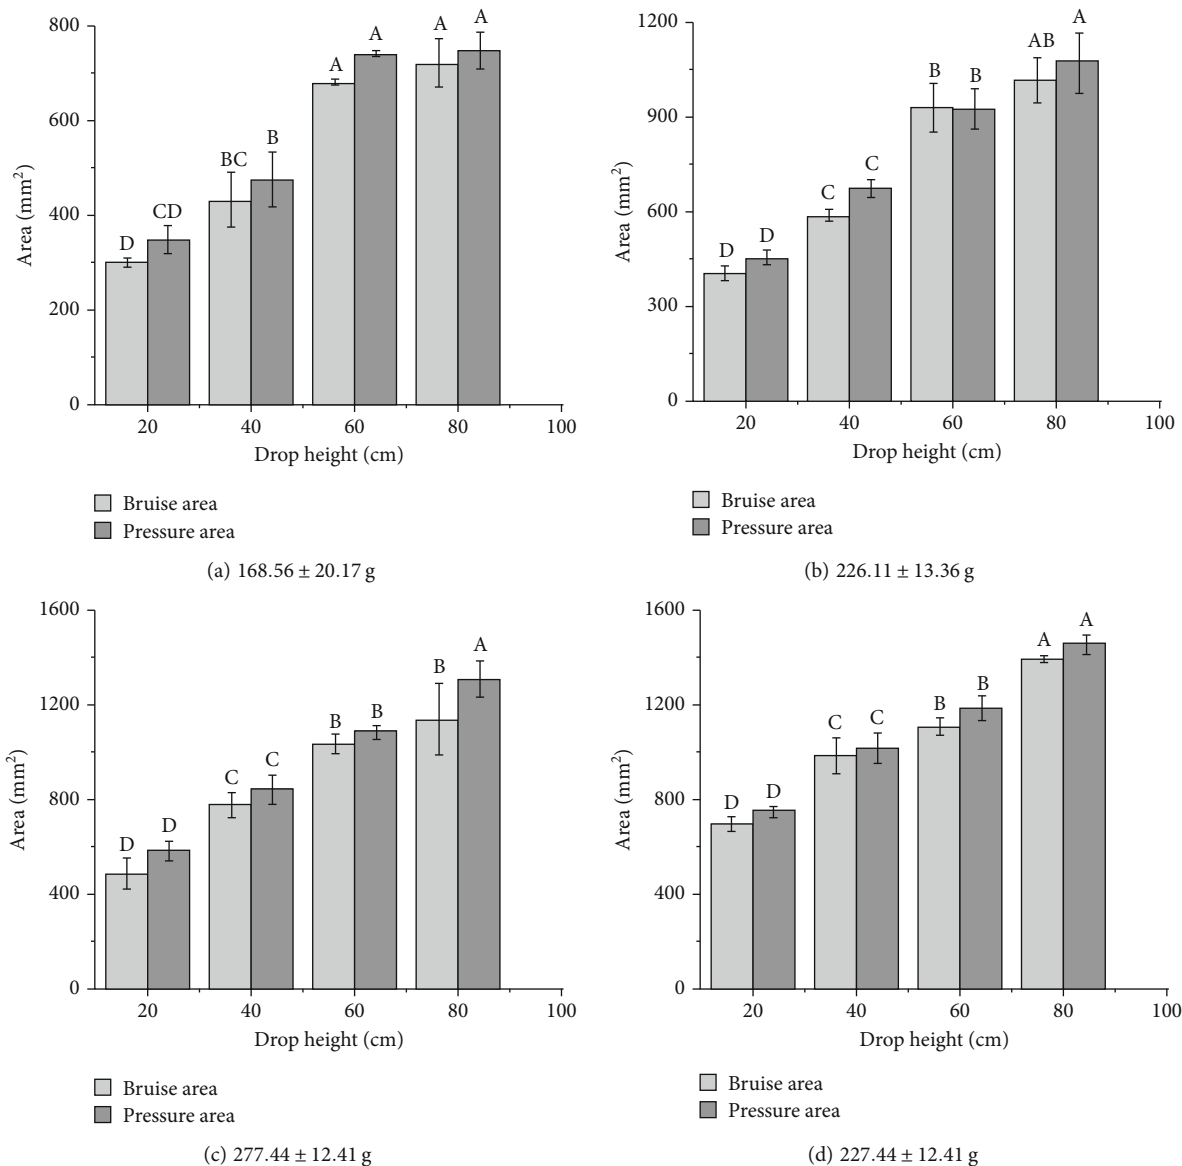 800
600
400
200
0
Area (mm²)
D
CD
BC
B
A
A
A
A
20
40
60
80
100
Drop height (cm)
Bruise area
Pressure area
(a) 168.56 ± 20.17 g
1200
900
600
300
0
Area (mm²)
D
D
C
C
B
B
AB
A
20
40
60
80
100
Drop height (cm)
Bruise area
Pressure area
(b) 226.11 ± 13.36 g
1600
1200
800
400
0
Area (mm²)
D
D
C
C
B
B
B
A
20
40
60
80
100
Drop height (cm)
Bruise area
Pressure area
(c) 277.44 ± 12.41 g
1600
1200
800
400
0
Area (mm²)
D
D
C
C
B
B
A
A
20
40
60
80
100
Drop height (cm)
Bruise area
Pressure area
(d) 227.44 ± 12.41 g